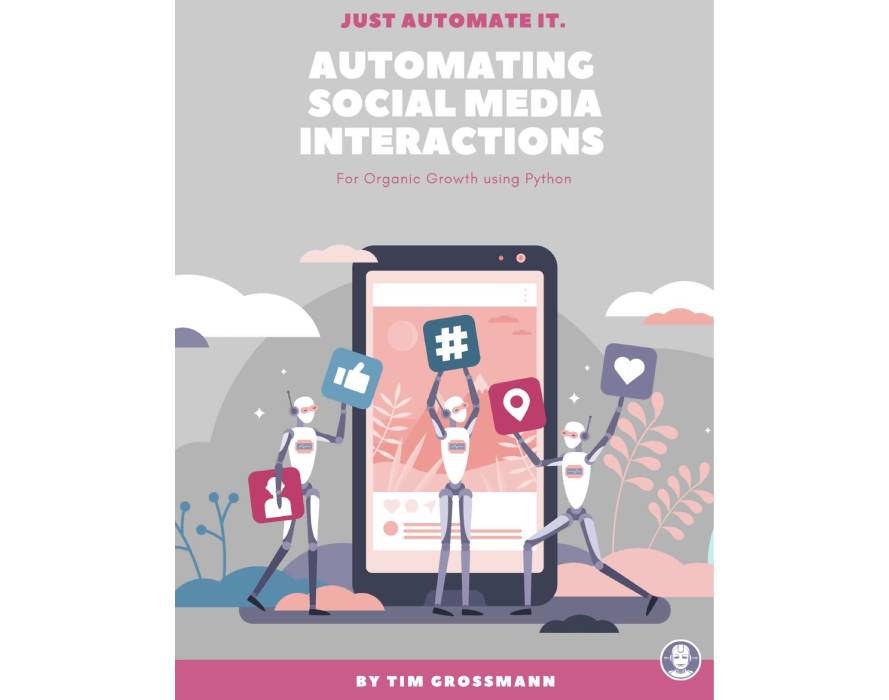 JUST AUTOMATE IT.
AUTOMATING
SOCIAL MEDIA
INTERACTIONS
For Organic Growth using Python
#
BY TIM GROSSMANN